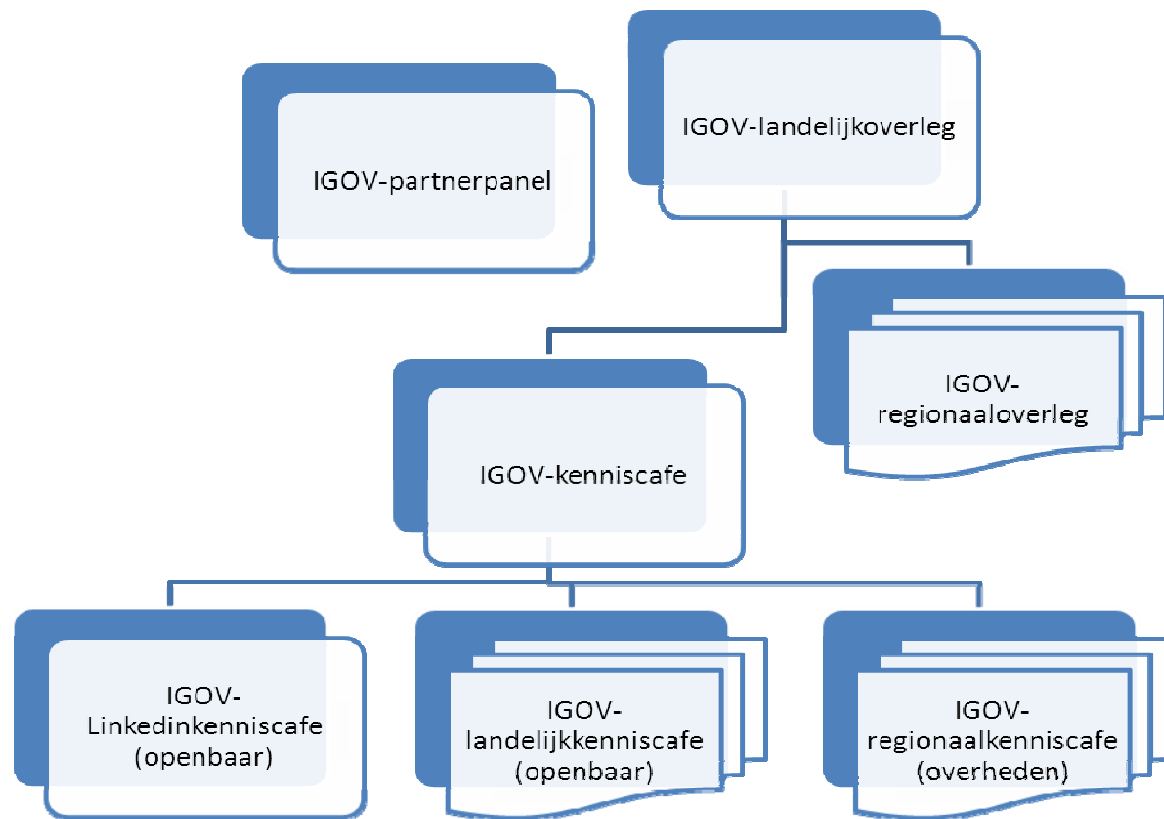 IGOV-landelijkoverleg
IGOV-partnerpanel
IGOV-
regionaaloverleg
IGOV-kenniscafe
IGOV-
Linkedinkenniscafe
(openbaar)
IGOV-
landelijkkenniscafe
(openbaar)
IGOV-
regionaalkenniscafe
(overheden)